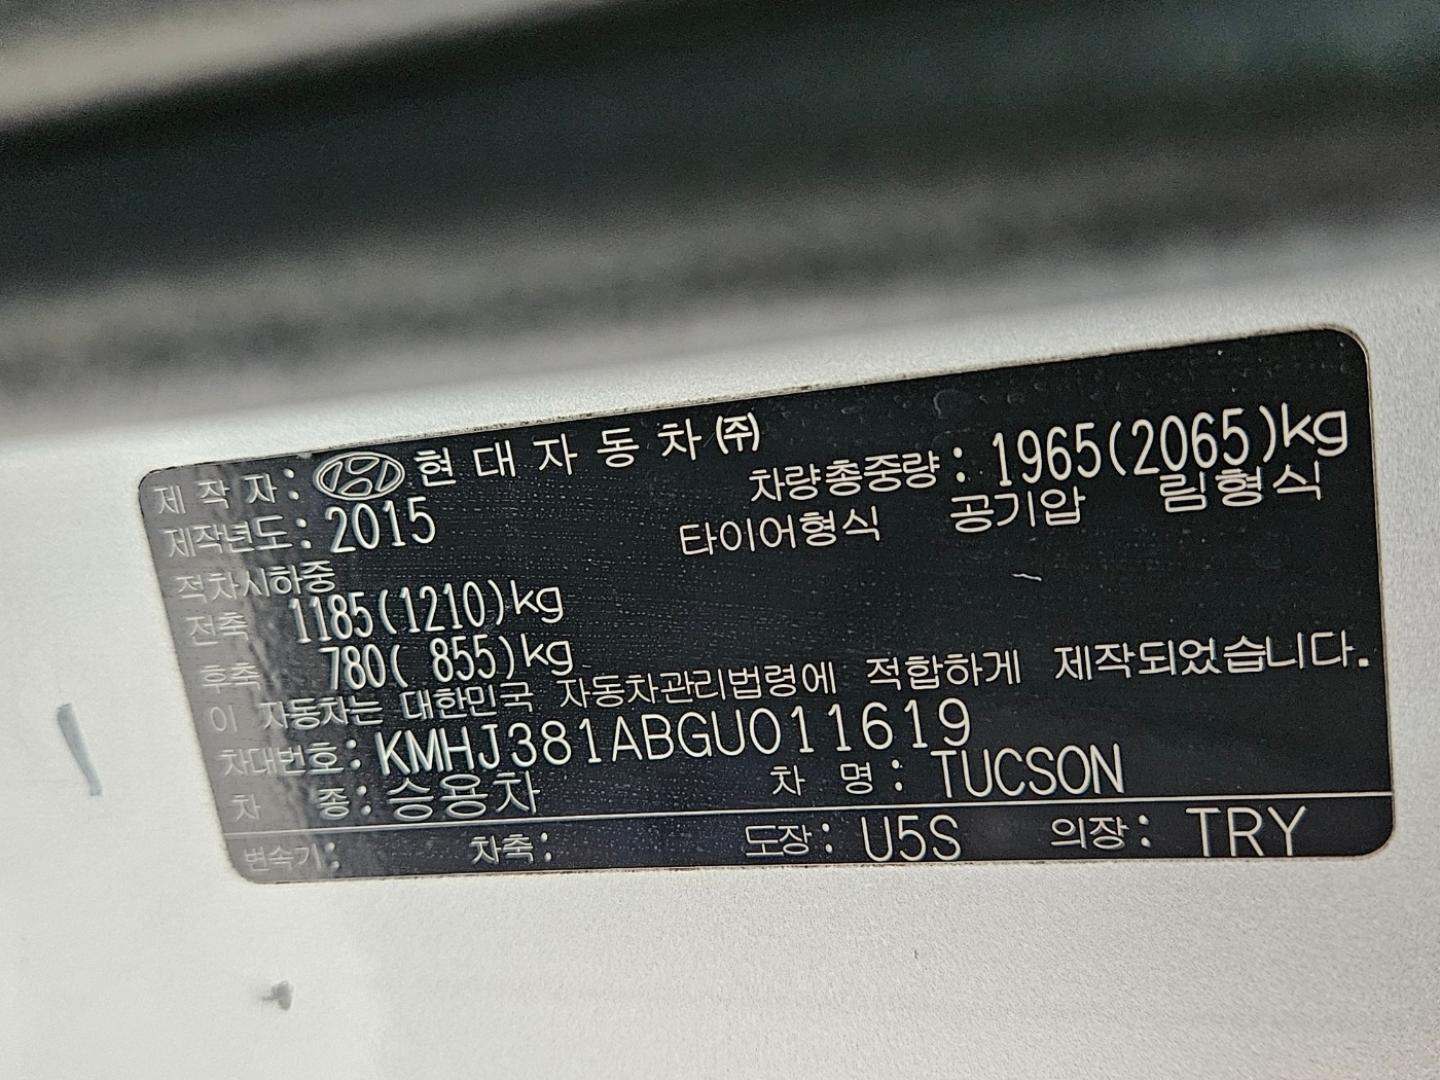 제 작 자: 현 대 자 동 차 ㈜
제작년도: 2015
차량총중량: 1965(2065)kg
타이어형식 공기압 림형식
적차시하중
전축 1185(1210)kg
후축 780( 855)kg
이 자동차는 대한민국 자동차관리법령에 적합하게 제작되었습니다.
차대번호: KMHJ381ABGU011619
차 종: 승용차 차 명: TUCSON
변속기: 차축: 도장: U5S 의장: TRY